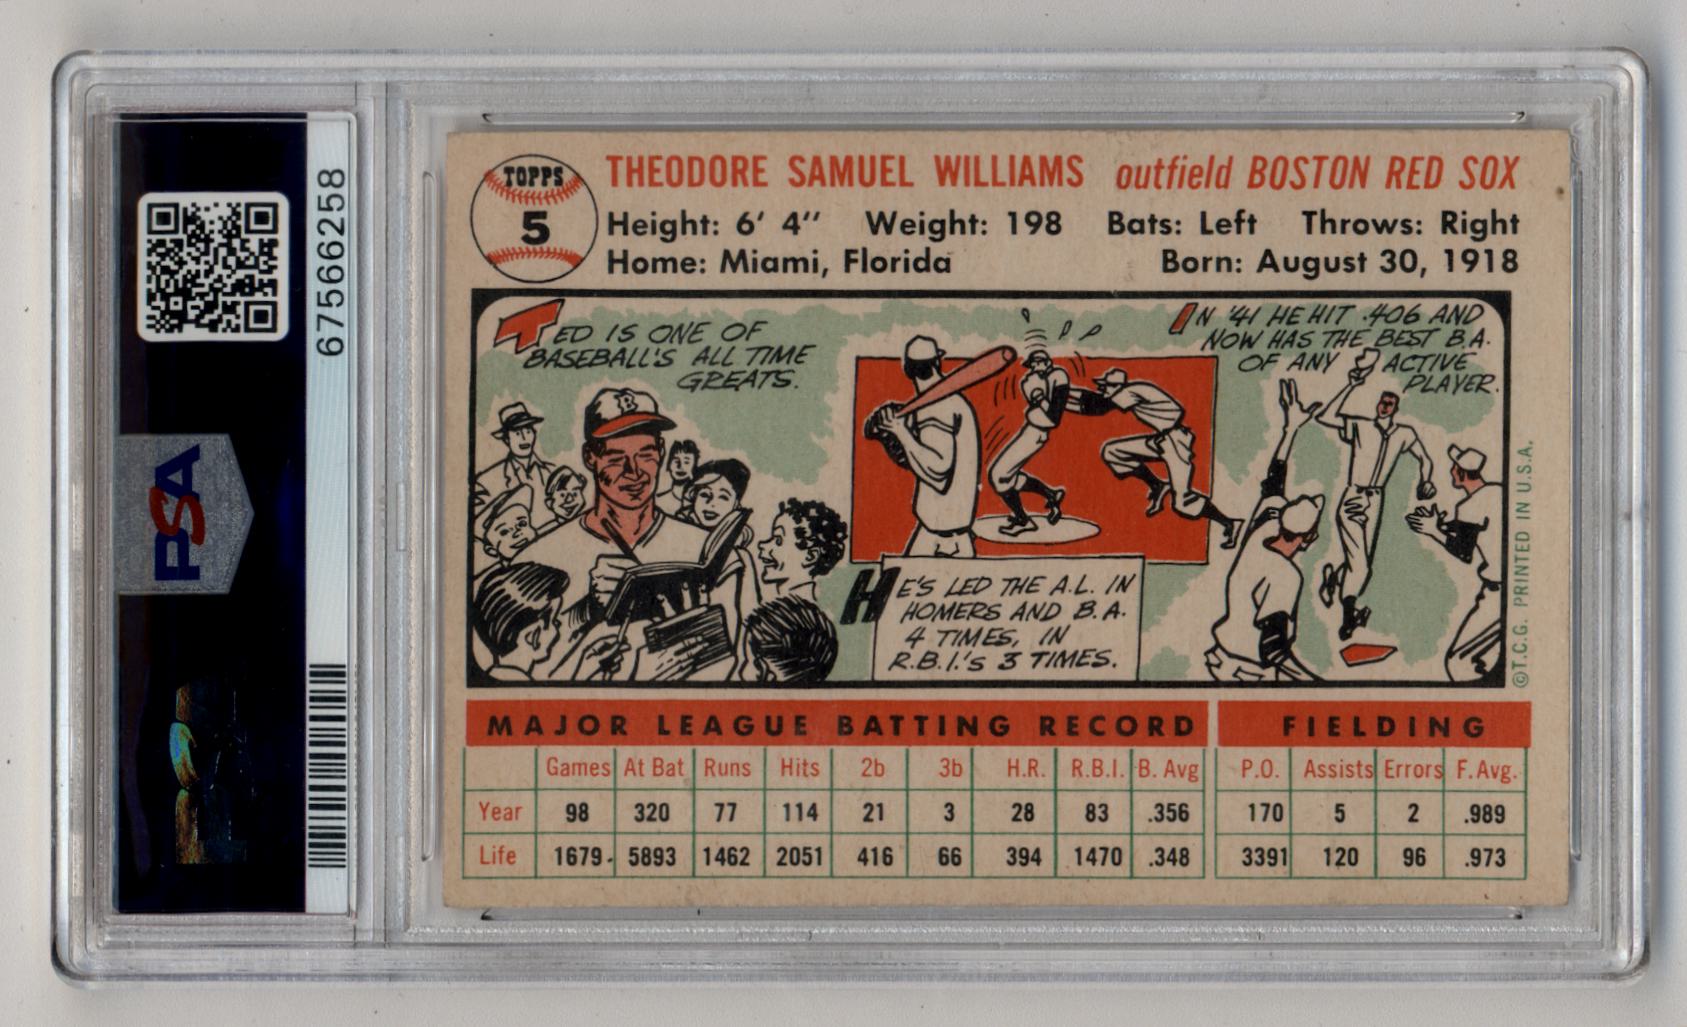 67566258
PSA
TOPPS
5
THEODORE SAMUEL WILLIAMS outfield BOSTON RED SOX
Height: 6' 4" Weight: 198 Bats: Left Throws: Right
Home: Miami, Florida Born: August 30, 1918
TED IS ONE OF
BASEBALL'S ALL TIME
GREATS.
B
HE'S LED THE A.L. IN
HOMERS AND B.A.
4 TIMES, IN
R.B.I.'S 3 TIMES.
IN '41 HE HIT .406 AND
NOW HAS THE BEST B.A.
OF ANY ACTIVE
PLAYER.
©T.C.G. PRINTED IN U.S.A.
MAJOR LEAGUE BATTING RECORD FIELDING
Games At Bat Runs Hits 2b 3b H.R. R.B.I. B. Avg P.O. Assists Errors F. Avg.
Year 98 320 77 114 21 3 28 83 .356 170 5 2 .989
Life 1679 5893 1462 2051 416 66 394 1470 .348 3391 120 96 .973